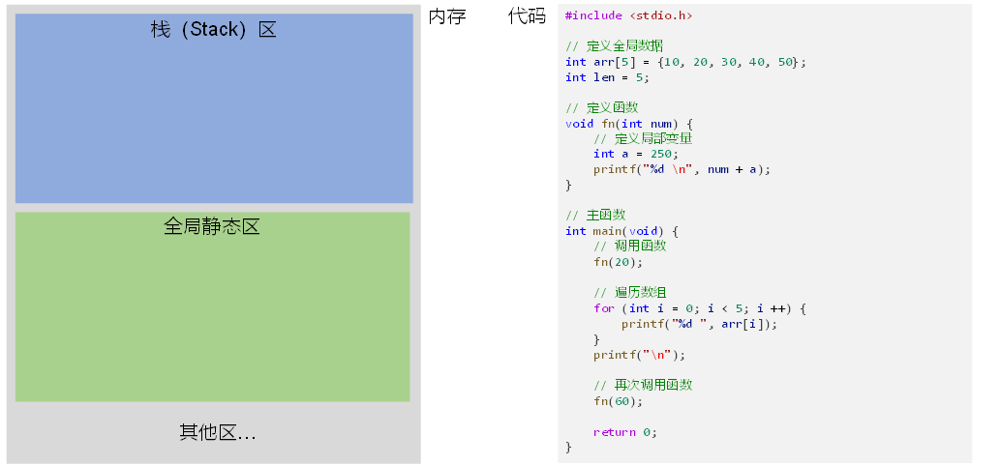 栈（Stack）区
全局静态区
其他区...
内存
代码
#include <stdio.h>
// 定义全局数据
int arr[5] = {10, 20, 30, 40, 50};
int len = 5;
// 定义函数
void fn(int num) {
    // 定义局部变量
    int a = 250;
    printf("%d \n", num + a);
}
// 主函数
int main(void) {
    // 调用函数
    fn(20);
    // 遍历数组
    for (int i = 0; i < 5; i ++) {
        printf("%d ", arr[i]);
    }
    printf("\n");
    // 再次调用函数
    fn(60);
    return 0;
}